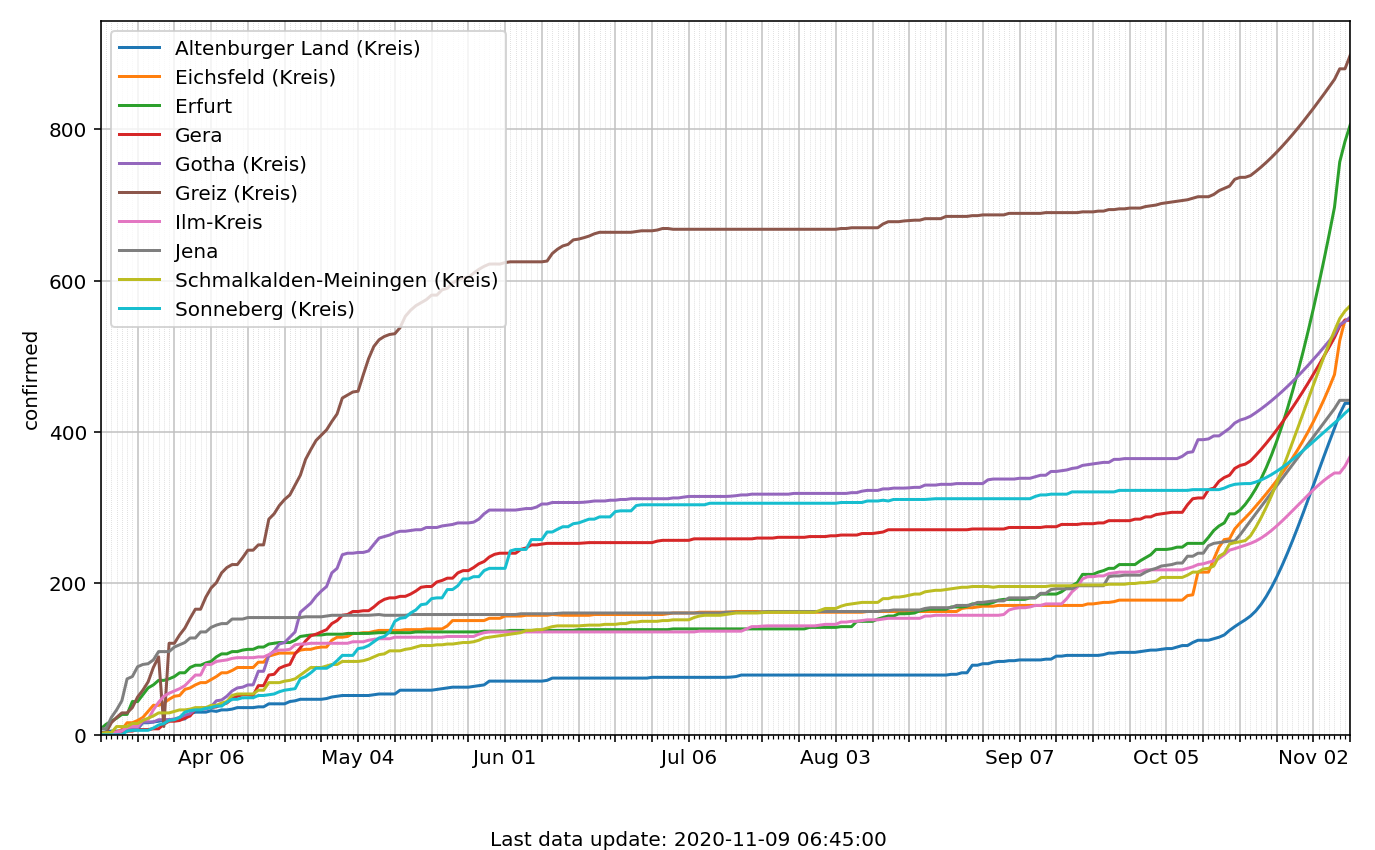 Altenburger Land (Kreis)
Eichsfeld (Kreis)
Erfurt
Gera
Gotha (Kreis)
Greiz (Kreis)
Ilm-Kreis
Jena
Schmalkalden-Meiningen (Kreis)
Sonneberg (Kreis)
800
600
400
200
0
confirmed
Apr 06 May 04 Jun 01 Jul 06 Aug 03 Sep 07 Oct 05 Nov 02
Last data update: 2020-11-09 06:45:00